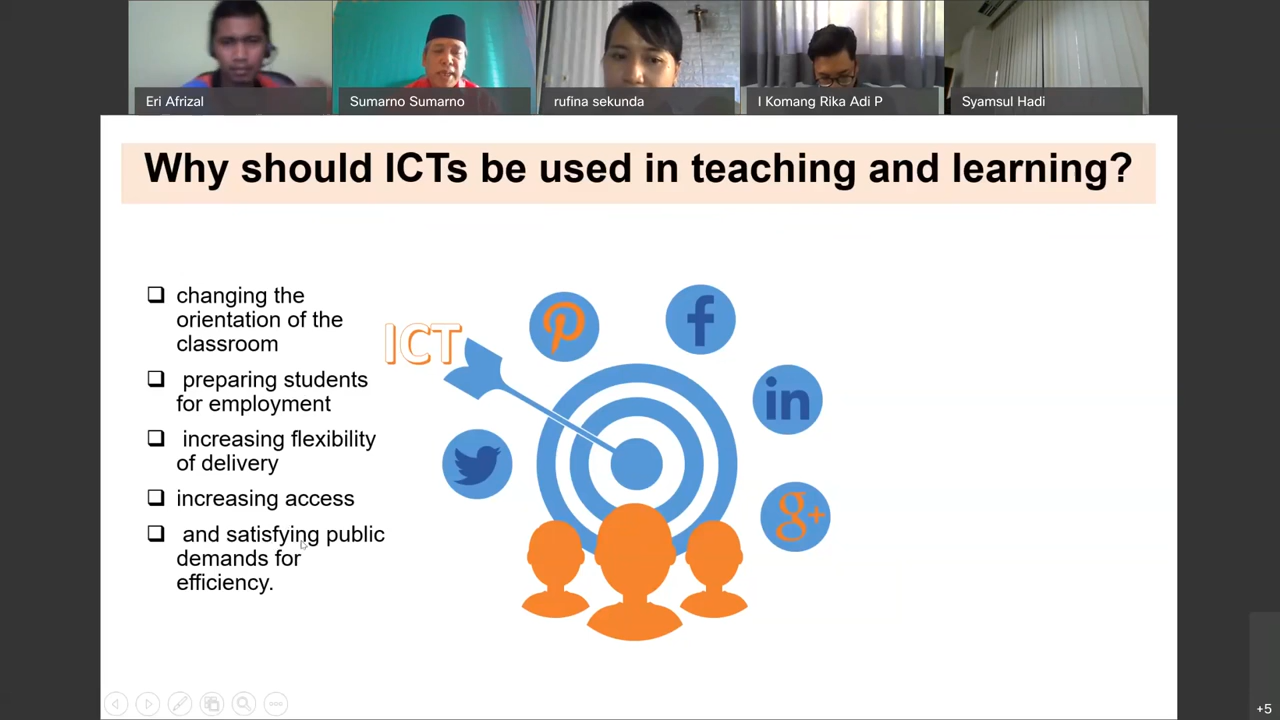 Eri Afrizal
Sumarno Sumarno
rufina sekunda
I Komang Rika Adi P
Syamsul Hadi
Why should ICTs be used in teaching and learning?
changing the
orientation of the
classroom
preparing students
for employment
increasing flexibility
of delivery
increasing access
and satisfying public
demands for
efficiency.
ICT
f
in
g+
+5